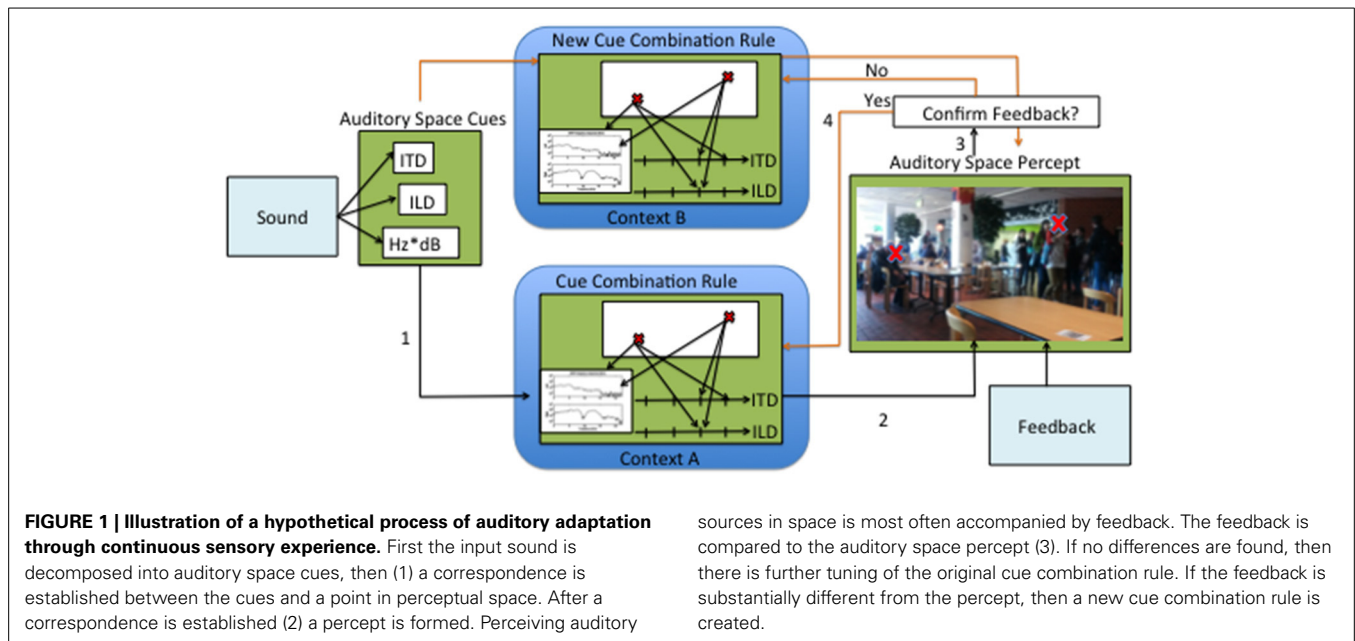 New Cue Combination Rule
No
Yes
Auditory Space Cues
4
Confirm Feedback?
ITD
3
Auditory Space Percept
ITD
ILD
Sound
ILD
Context B
Hz*dB
Cue Combination Rule
1
ITD
2
ILD
Feedback
Context A
FIGURE 1 | Illustration of a hypothetical process of auditory adaptation
through continuous sensory experience. First the input sound is
decomposed into auditory space cues, then (1) a correspondence is
established between the cues and a point in perceptual space. After a
correspondence is established (2) a percept is formed. Perceiving auditory
sources in space is most often accompanied by feedback. The feedback is
compared to the auditory space percept (3). If no differences are found, then
there is further tuning of the original cue combination rule. If the feedback is
substantially different from the percept, then a new cue combination rule is
created.